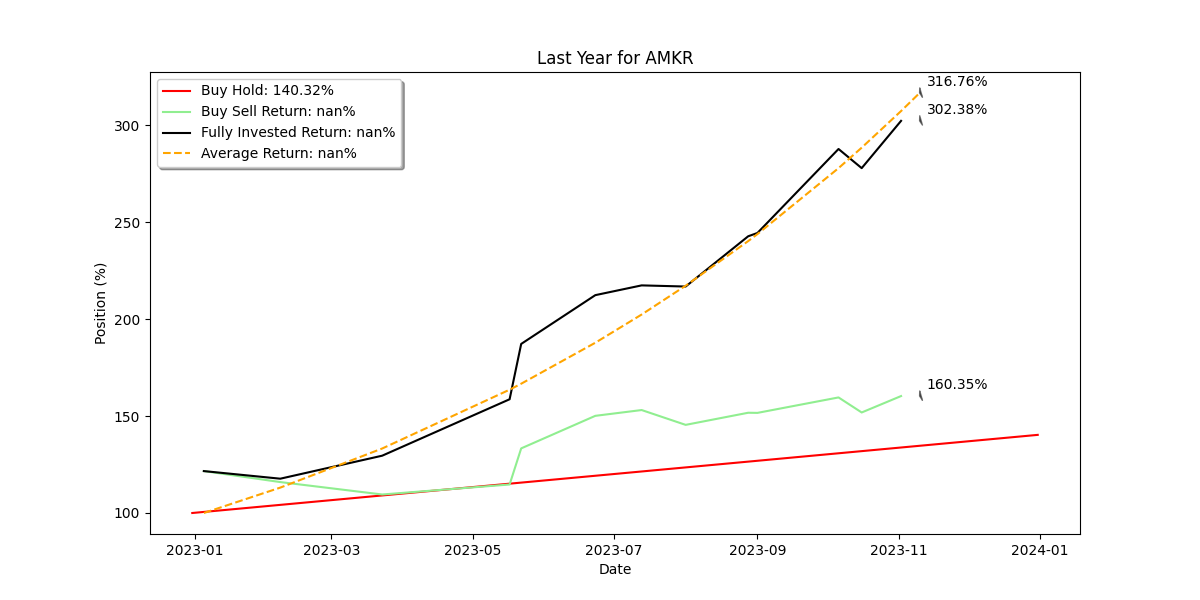 Last Year for AMKR
Buy Hold: 140.32%
Buy Sell Return: nan%
Fully Invested Return: nan%
Average Return: nan%
316.76%
302.38%
160.35%
Position (%)
300
250
200
150
100
2023-01 2023-03 2023-05 2023-07 2023-09 2023-11 2024-01
Date